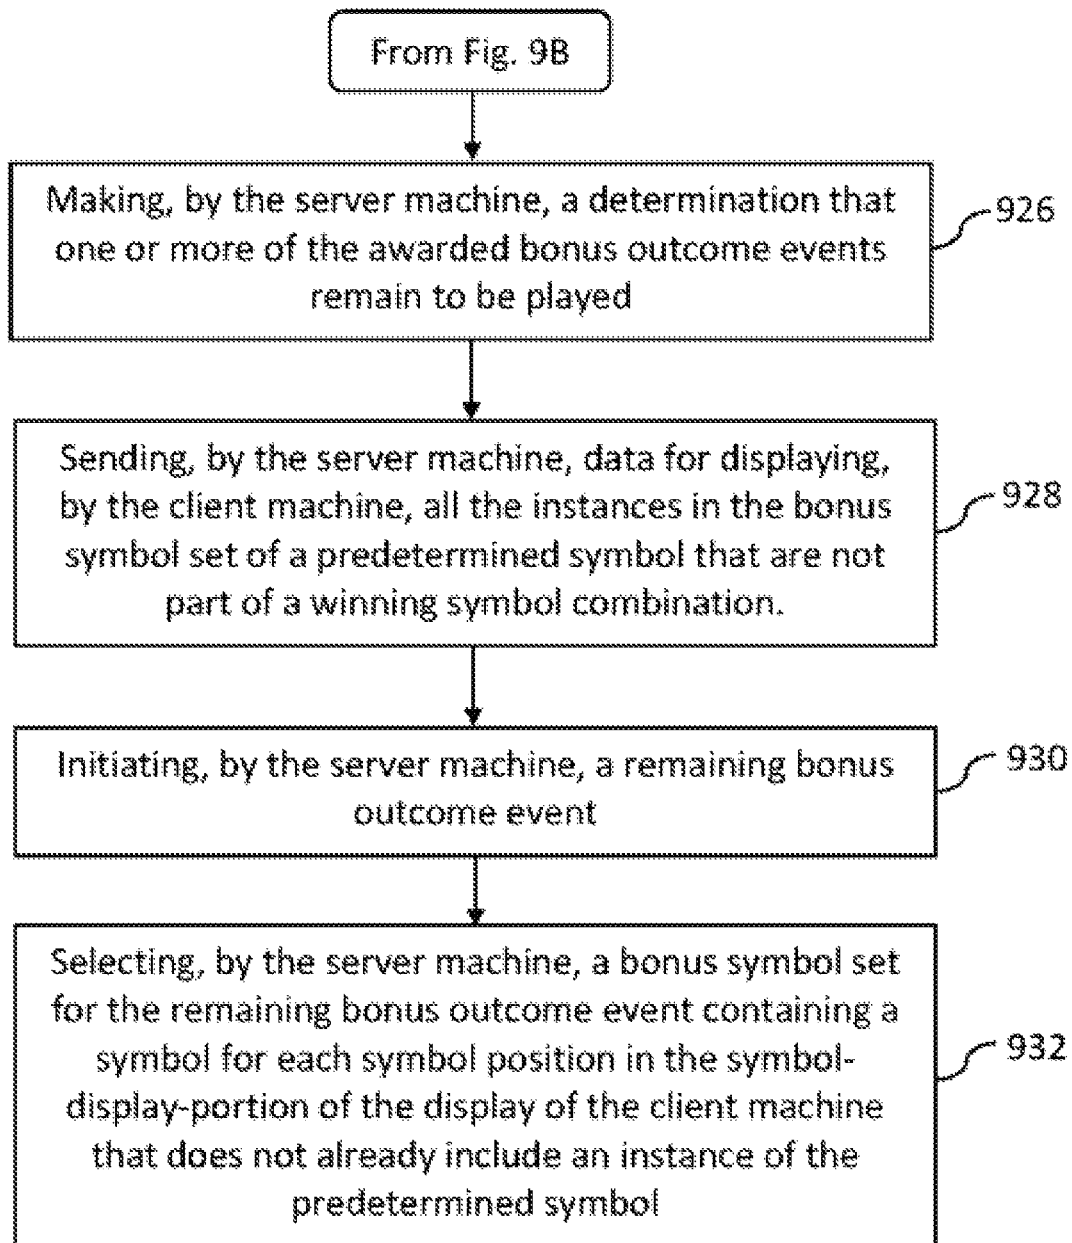 From Fig. 9B
Making, by the server machine, a determination that
one or more of the awarded bonus outcome events
remain to be played
926
Sending, by the server machine, data for displaying,
by the client machine, all the instances in the bonus
symbol set of a predetermined symbol that are not
part of a winning symbol combination.
928
Initiating, by the server machine, a remaining bonus
outcome event
930
Selecting, by the server machine, a bonus symbol set
for the remaining bonus outcome event containing a
symbol for each symbol position in the symbol-
display-portion of the display of the client machine
that does not already include an instance of the
predetermined symbol
932